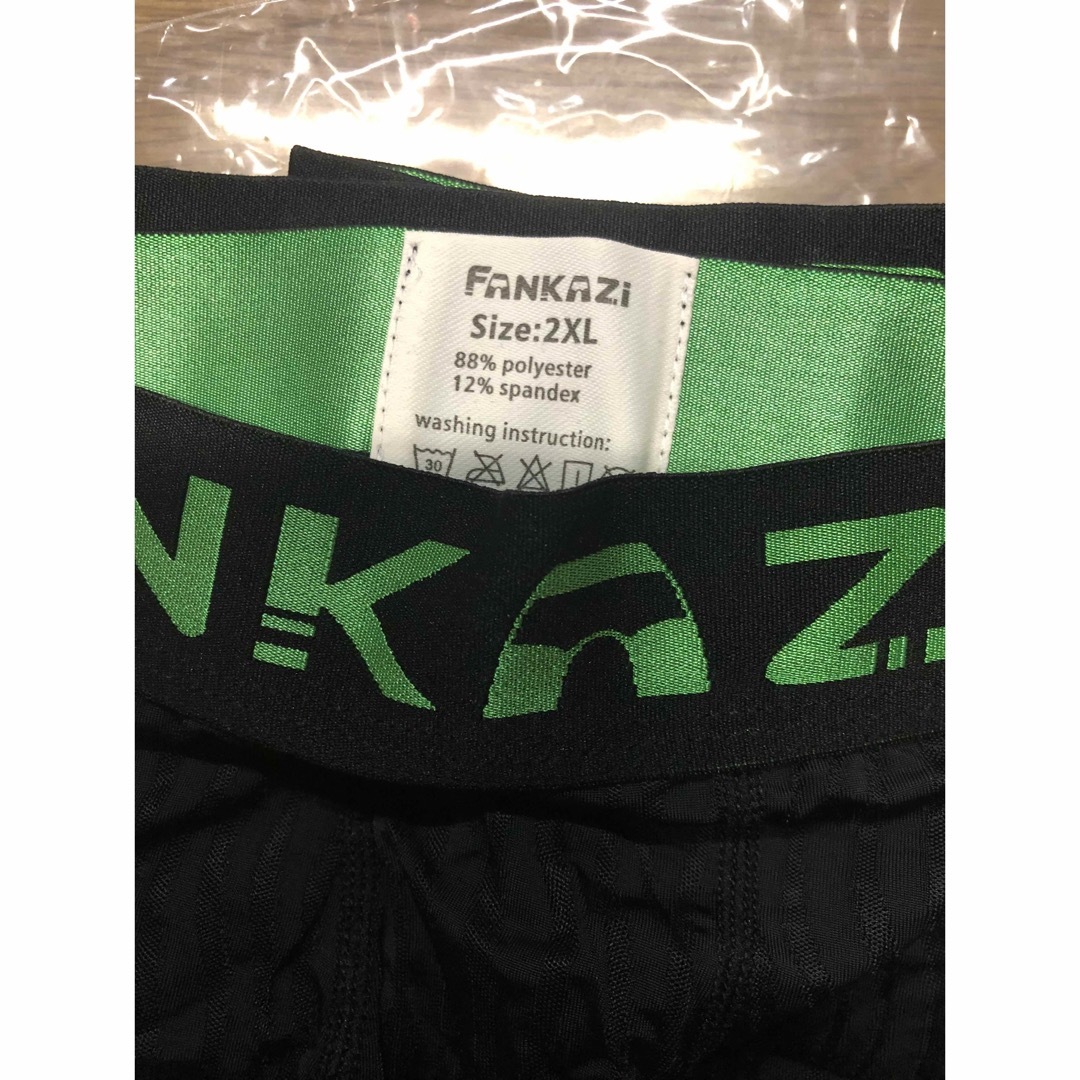 FANKAZi
Size:2XL
88% polyester
12% spandex
washing instruction:
30
NKAZ